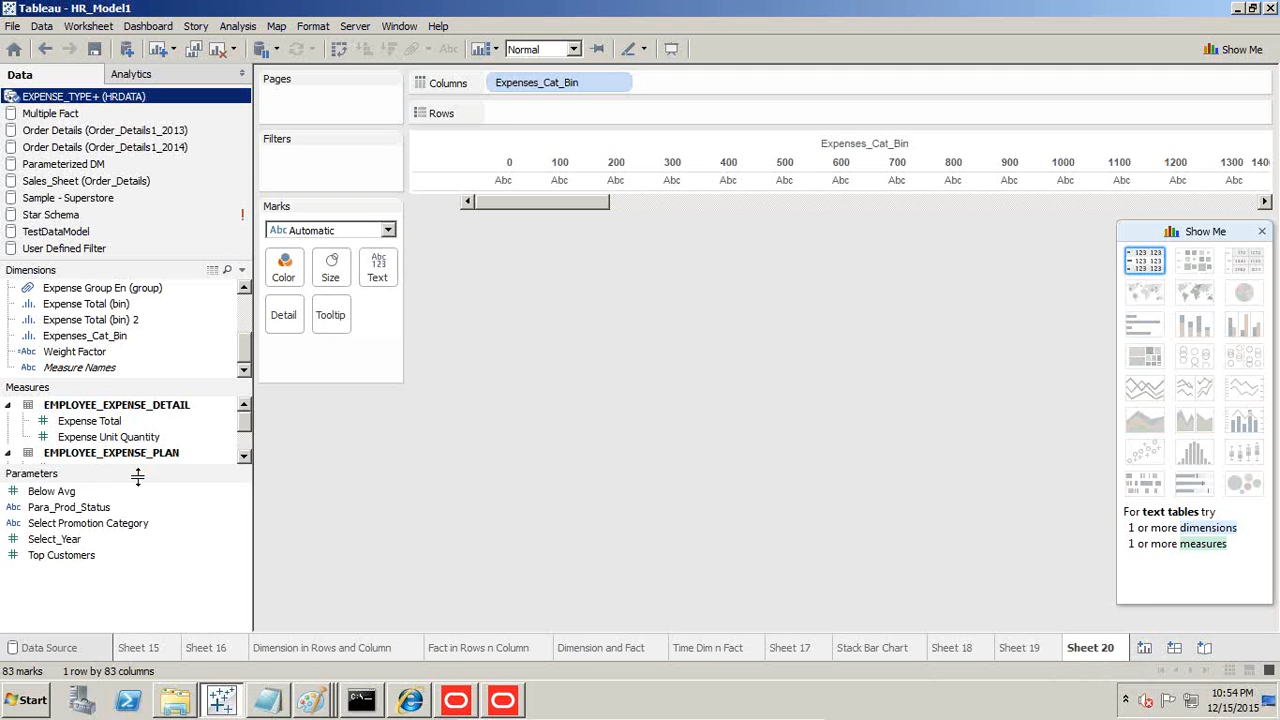 Tableau - HR_Model1
File Data Worksheet Dashboard Story Analysis Map Format Server Window Help
Abc Normal Show Me
Data Analytics
EXPENSE_TYPE+ (HRDATA)
Multiple Fact
Order Details (Order_Details1_2013)
Order Details (Order_Details1_2014)
Parameterized DM
Sales_Sheet (Order_Details)
Sample - Superstore
Star Schema !
TestDataModel
User Defined Filter
Dimensions
Expense Group En (group)
Expense Total (bin)
Expense Total (bin) 2
Expenses_Cat_Bin
=Abc Weight Factor
Abc Measure Names
Measures
EMPLOYEE_EXPENSE_DETAIL
# Expense Total
# Expense Unit Quantity
EMPLOYEE_EXPENSE_PLAN
Parameters
# Below Avg
Abc Para_Prod_Status
Abc Select Promotion Category
# Select_Year
# Top Customers
Pages
Filters
Marks
Abc Automatic
Color Size Abc 123 Text
Detail Tooltip
Columns Expenses_Cat_Bin
Rows
Expenses_Cat_Bin
0 100 200 300 400 500 600 700 800 900 1000 1100 1200 1300 140
Abc Abc Abc Abc Abc Abc Abc Abc Abc Abc Abc Abc Abc Abc
Show Me
For text tables try
1 or more dimensions
1 or more measures
Data Source Sheet 15 Sheet 16 Dimension in Rows and Column Fact in Rows n Column Dimension and Fact Time Dim n Fact Sheet 17 Stack Bar Chart Sheet 18 Sheet 19 Sheet 20
83 marks 1 row by 83 columns
Start
10:54 PM
12/15/2015